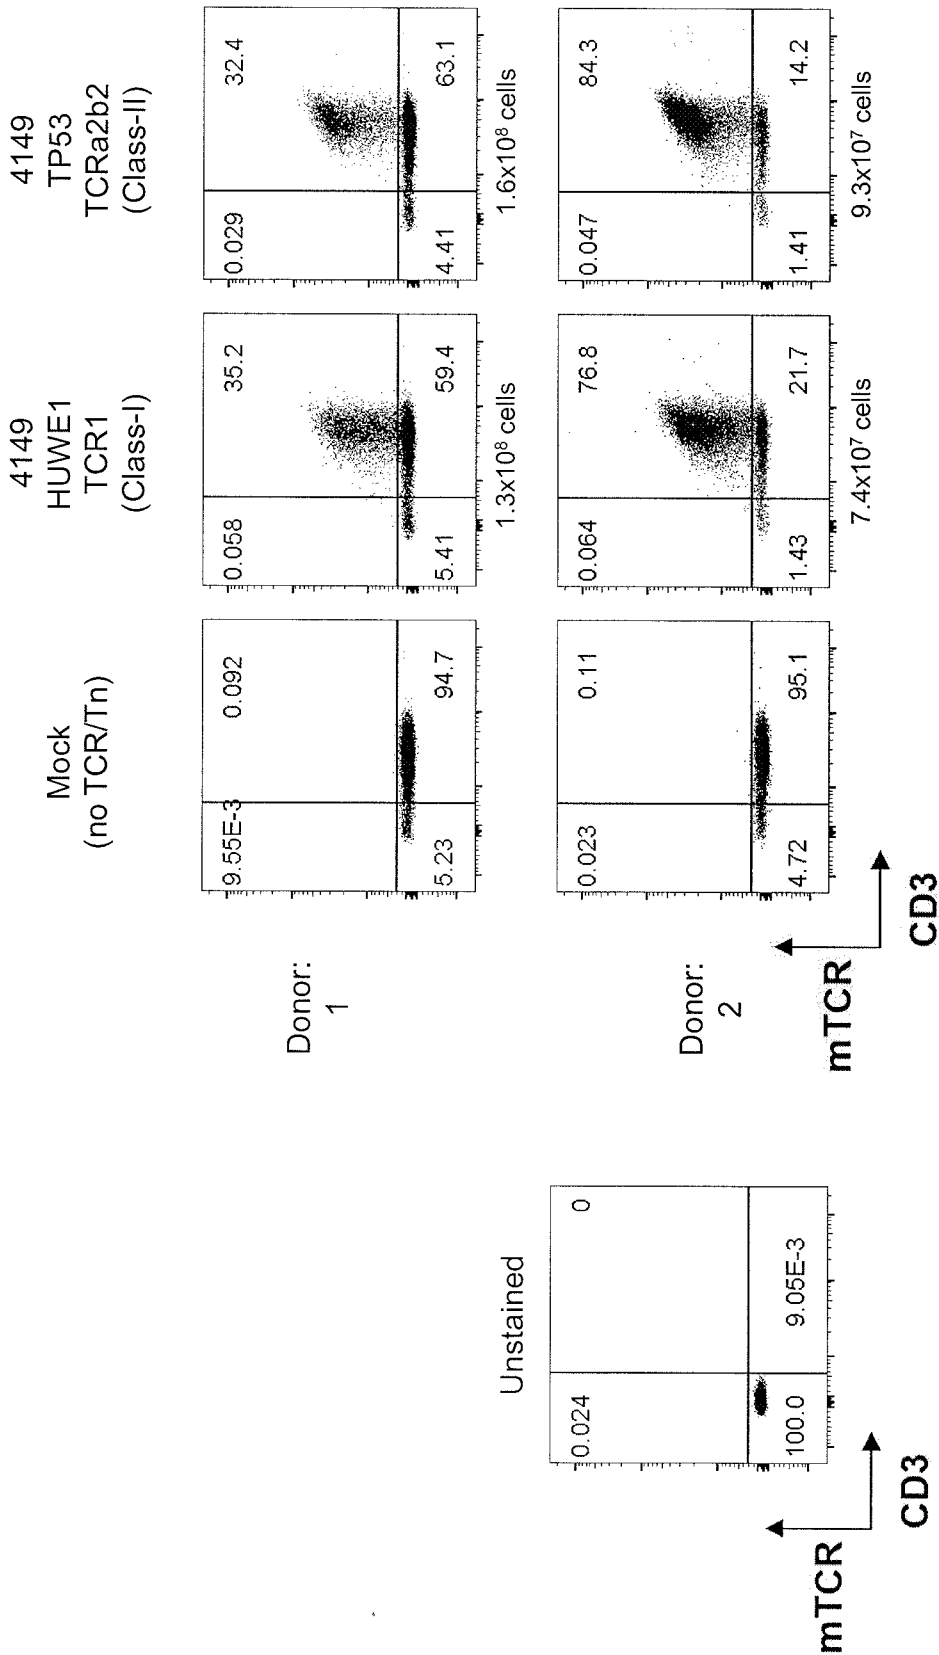 Mock
(no TCR/Tn)
4149
HUWE1
TCR1
(Class-I)
4149
TP53
TCRa2b2
(Class-II)
Donor:
1
9.55E-3
0.092
5.23
94.7
0.058
35.2
5.41
59.4
1.3x10⁸ cells
0.029
32.4
4.41
63.1
1.6x10⁸ cells
Unstained
0.024
0
100.0
9.05E-3
mTCR
CD3
Donor:
2
0.023
0.11
4.72
95.1
0.064
76.8
1.43
21.7
7.4x10⁷ cells
0.047
84.3
1.41
14.2
9.3x10⁷ cells
mTCR
CD3